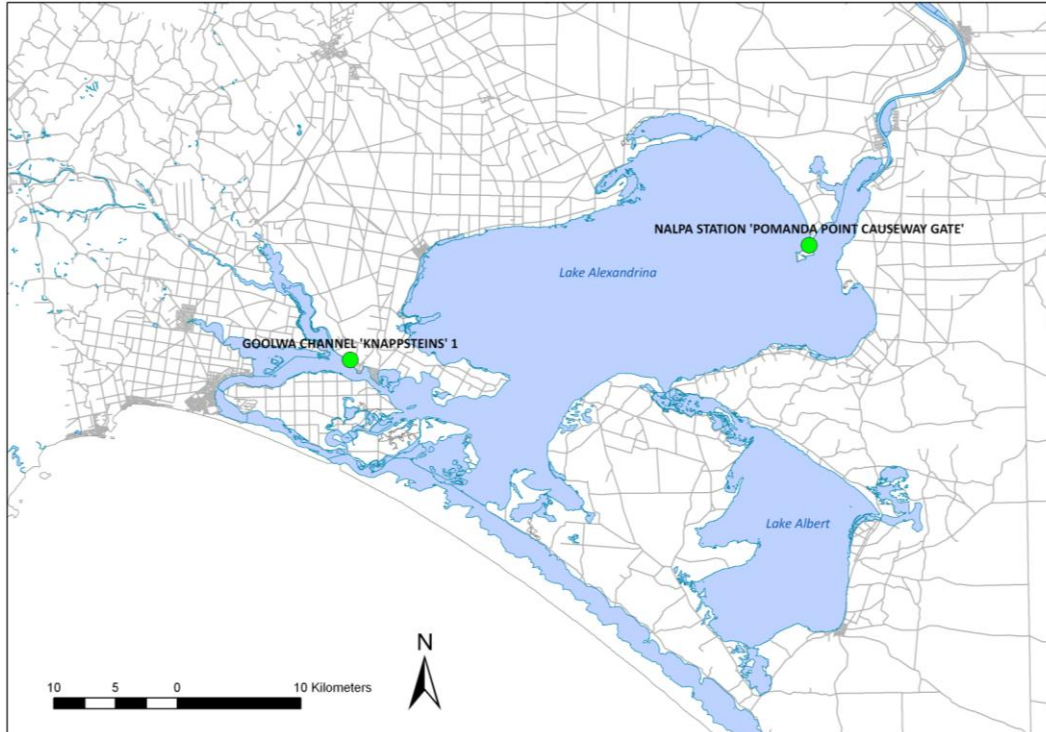 NALPA STATION 'POMANDA POINT CAUSEWAY GATE'
Lake Alexandrina
GOOLWA CHANNEL 'KNAPPSTEINS' 1
Lake Albert
N
10 5 0 10 Kilometers